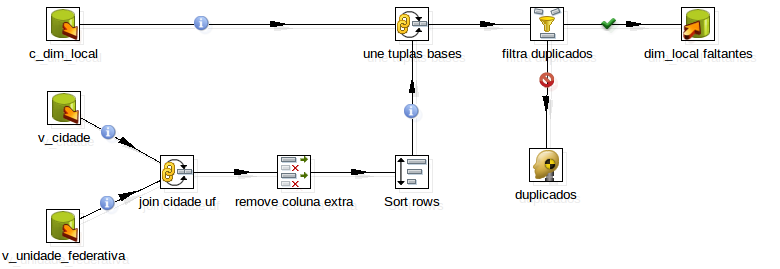 c_dim_local
une tuplas bases
filtra duplicados
dim_local faltantes
v_cidade
join cidade uf
remove coluna extra
Sort rows
duplicados
v_unidade_federativa